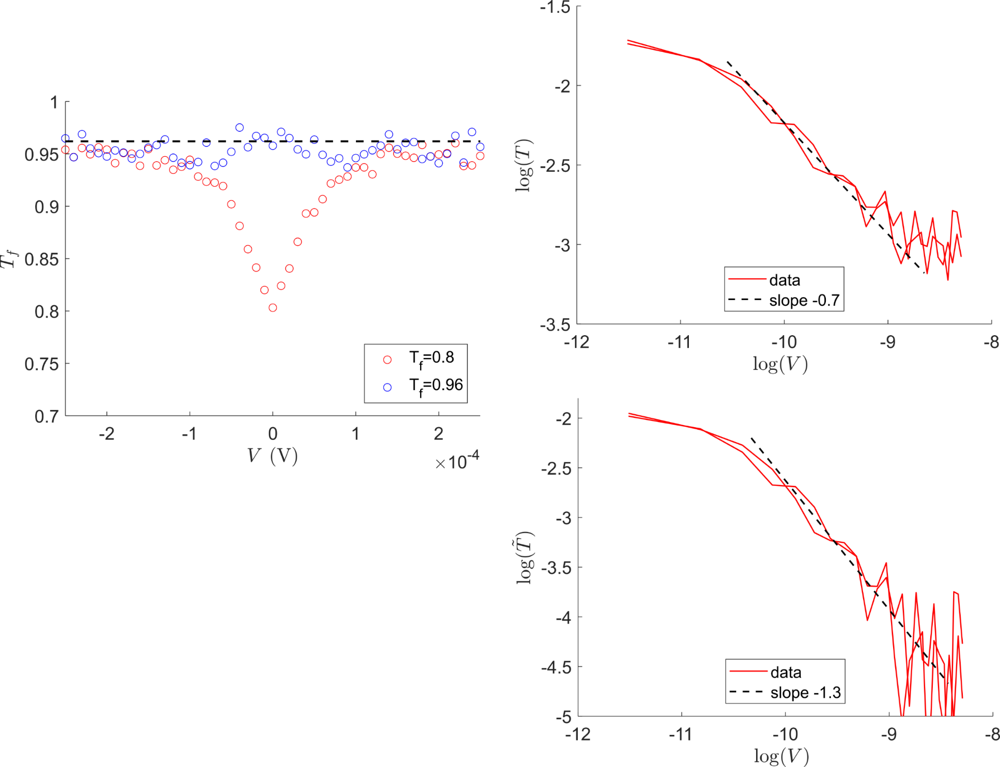 1
0.95
0.9
0.85
0.8
0.75
0.7
T_f
-2 -1 0 1 2
×10^-4
V (V)
T_f=0.8
T_f=0.96
-1.5
-2
-2.5
-3
-3.5
log(T)
-12 -11 -10 -9 -8
log(V)
data
slope -0.7
-2
-2.5
-3
-3.5
-4
-4.5
-5
log(T̃)
-12 -11 -10 -9 -8
log(V)
data
slope -1.3